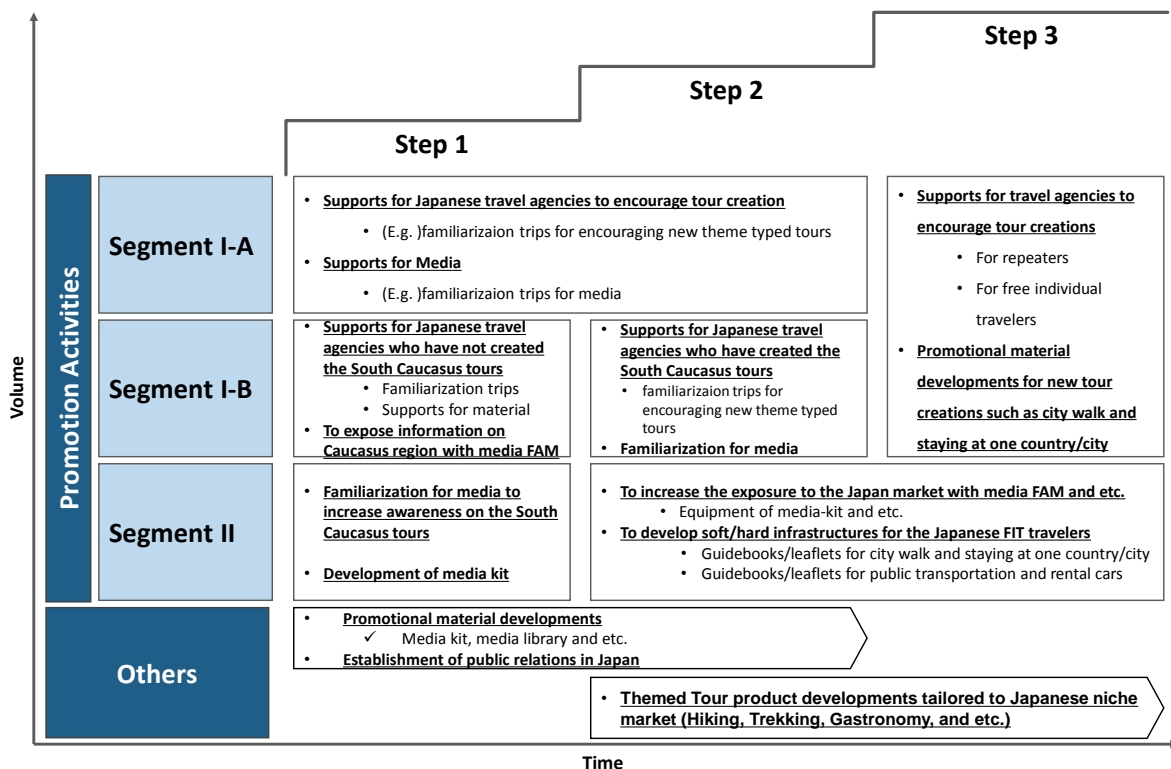 Step 3
Step 2
Step 1
Volume
Promotion Activities
Segment I-A
• Supports for Japanese travel agencies to encourage tour creation
• (E.g. )familiarizaion trips for encouraging new theme typed tours
• Supports for Media
• (E.g. )familiarizaion trips for media
• Supports for travel agencies to
encourage tour creations
• For repeaters
• For free individual
travelers
• Promotional material
developments for new tour
creations such as city walk and
staying at one country/city
Segment I-B
• Supports for Japanese travel
agencies who have not created
the South Caucasus tours
• Familiarization trips
• Supports for material
• To expose information on
Caucasus region with media FAM
• Supports for Japanese travel
agencies who have created the
South Caucasus tours
• familiarizaion trips for
encouraging new theme typed
tours
• Familiarization for media
Segment II
• Familiarization for media to
increase awareness on the South
Caucasus tours
• Development of media kit
• To increase the exposure to the Japan market with media FAM and etc.
• Equipment of media-kit and etc.
• To develop soft/hard infrastructures for the Japanese FIT travelers
• Guidebooks/leaflets for city walk and staying at one country/city
• Guidebooks/leaflets for public transportation and rental cars
Others
• Promotional material developments
✓ Media kit, media library and etc.
• Establishment of public relations in Japan
• Themed Tour product developments tailored to Japanese niche
market (Hiking, Trekking, Gastronomy, and etc.)
Time